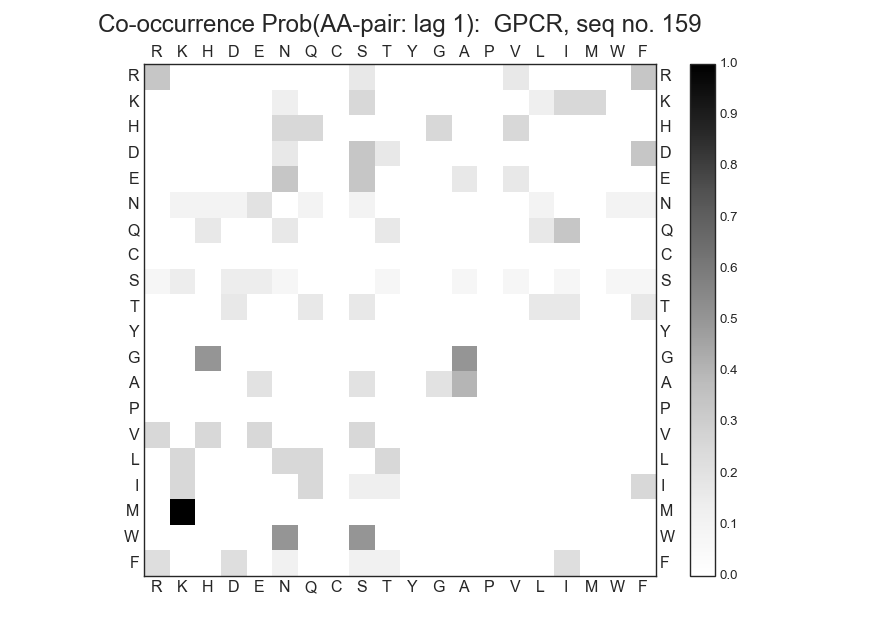 Co-occurrence Prob(AA-pair: lag 1):  GPCR, seq no. 159
R K H D E N Q C S T Y G A P V L I M W F
R R
K K
H H
D D
E E
N N
Q Q
C C
S S
T T
Y Y
G G
A A
P P
V V
L L
I I
M M
W W
F F
R K H D E N Q C S T Y G A P V L I M W F
1.0
0.9
0.8
0.7
0.6
0.5
0.4
0.3
0.2
0.1
0.0